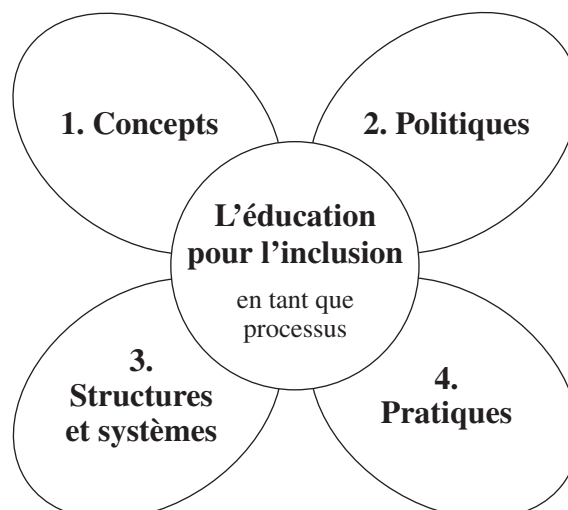 1. Concepts
2. Politiques
L’éducation
pour l’inclusion
en tant que
processus
3.
Structures
et systèmes
4.
Pratiques